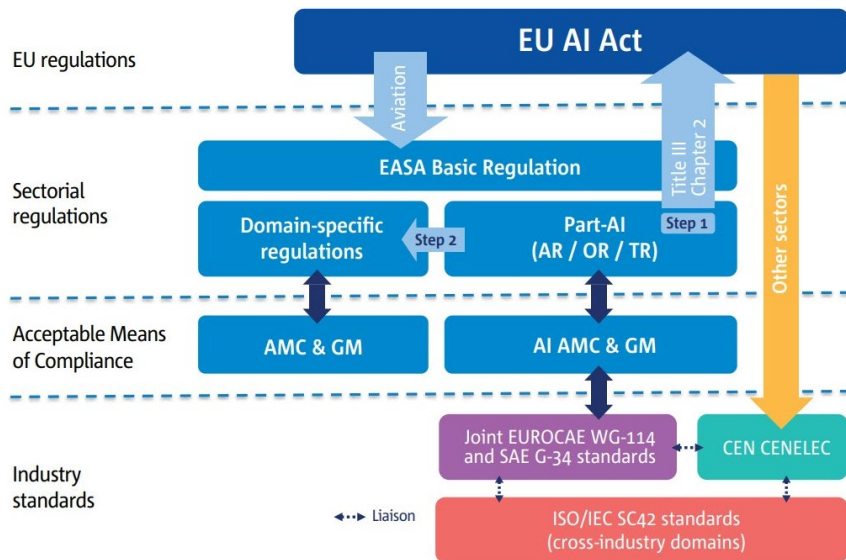 EU regulations
EU AI Act
Aviation
Title III
Chapter 2
Other sectors
Sectorial
regulations
EASA Basic Regulation
Domain-specific
regulations
Step 2
Part-AI
(AR / OR / TR)
Step 1
Acceptable Means
of Compliance
AMC & GM
AI AMC & GM
Industry
standards
Joint EUROCAE WG-114
and SAE G-34 standards
CEN CENELEC
Liaison
ISO/IEC SC42 standards
(cross-industry domains)